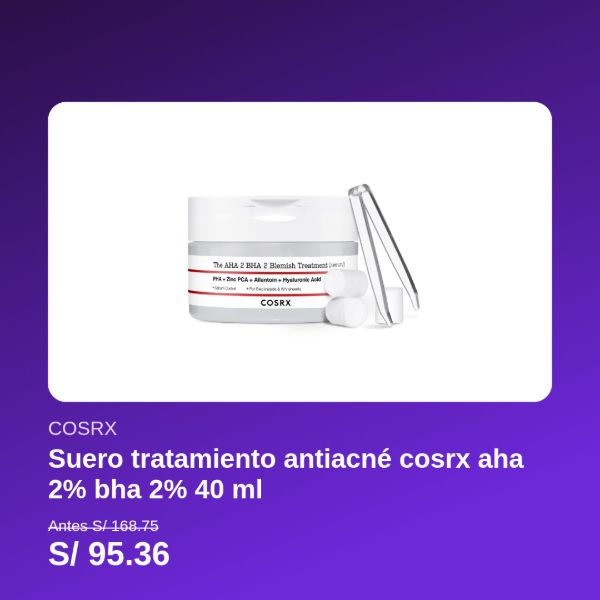 The AHA 2 BHA 2 Blemish Treatment [serum]
PHA + Zinc PCA + Allantoin + Hyaluronic Acid
COSRX
COSRX
Suero tratamiento antiacné cosrx aha
2% bha 2% 40 ml
Antes S/ 168.75
S/ 95.36